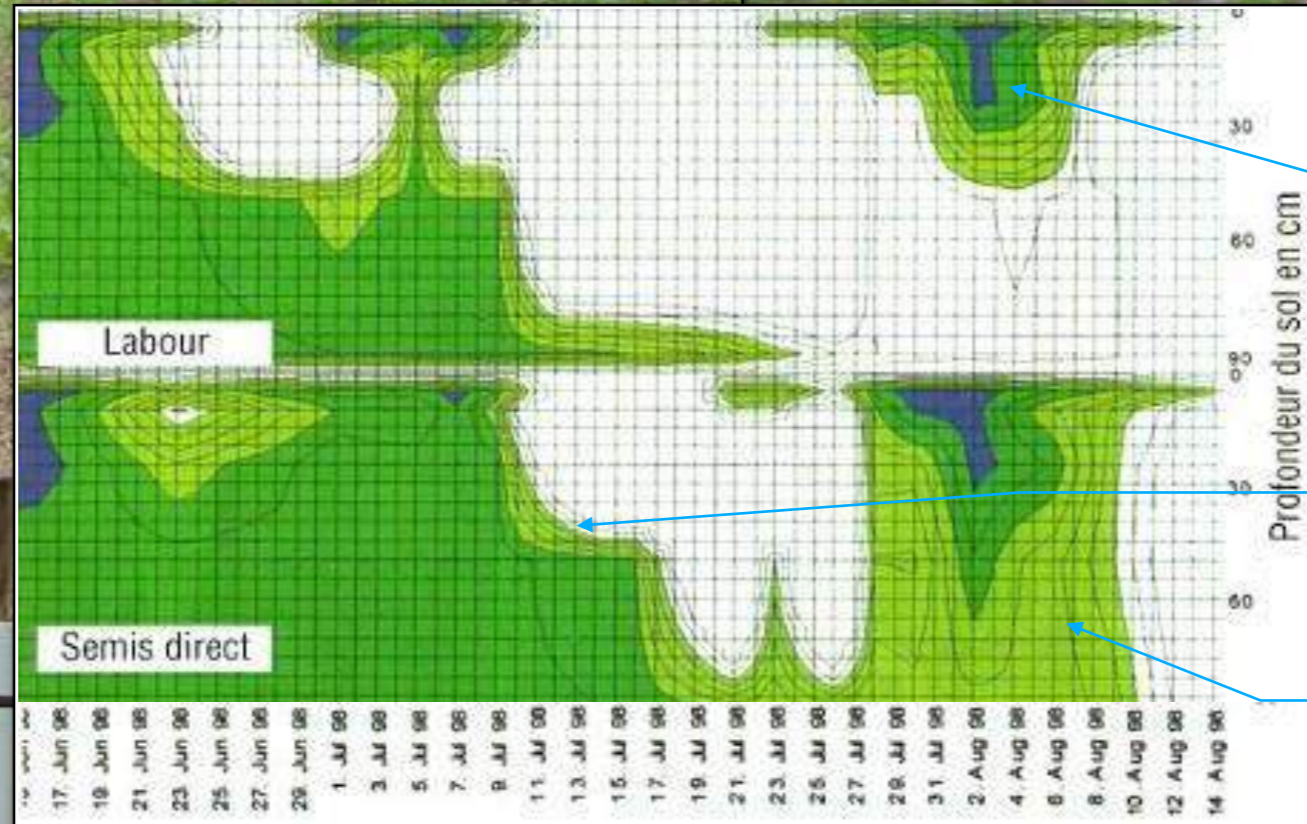 0
30
60
90
Labour
0
30
60
Semis direct
Profondeur du sol en cm
17. Jun 98
19. Jun 98
21. Jun 98
23. Jun 98
25. Jun 98
27. Jun 98
29. Jun 98
1. Jul 98
3. Jul 98
5. Jul 98
7. Jul 98
9. Jul 98
11. Jul 98
13. Jul 98
15. Jul 98
17. Jul 98
19. Jul 98
21. Jul 98
23. Jul 98
25. Jul 98
27. Jul 98
29. Jul 98
31. Jul 98
2. Aug 98
4. Aug 98
6. Aug 98
8. Aug 98
10. Aug 98
12. Aug 98
14. Aug 98